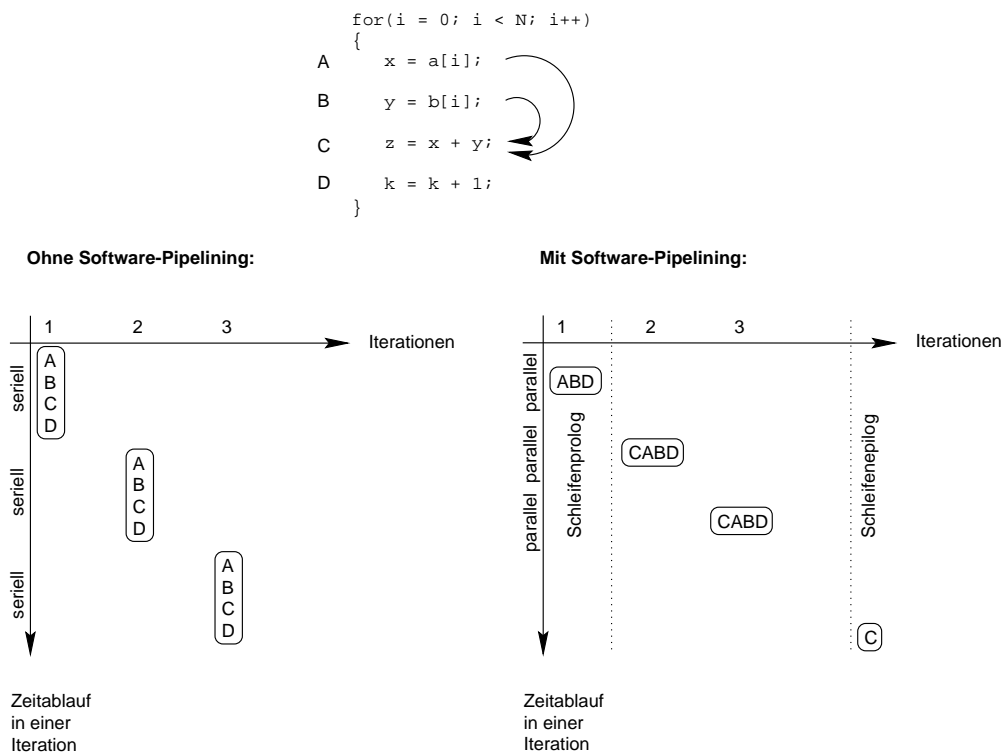 for(i = 0; i < N; i++)
{
A x = a[i];
B y = b[i];
C z = x + y;
D k = k + 1;
}
Ohne Software-Pipelining:
1 2 3
Iterationen
seriell
A
B
C
D
seriell
A
B
C
D
seriell
A
B
C
D
Zeitablauf
in einer
Iteration
Mit Software-Pipelining:
1 2 3
Iterationen
parallel
parallel
parallel
Schleifenprolog
ABD
CABD
CABD
Schleifenepilog
C
Zeitablauf
in einer
Iteration